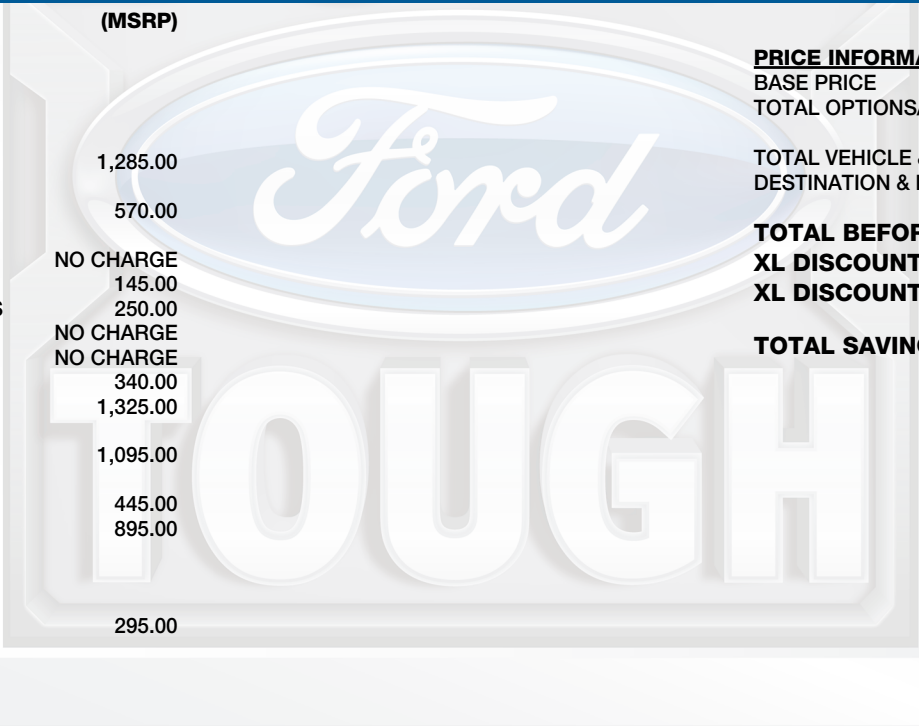 (MSRP)
1,285.00
570.00
NO CHARGE
145.00
250.00
NO CHARGE
NO CHARGE
340.00
1,325.00
1,095.00
445.00
895.00
295.00
PRICE INFORMA
BASE PRICE
TOTAL OPTIONS
TOTAL VEHICLE &
DESTINATION &
TOTAL BEFOR
XL DISCOUNT
XL DISCOUNT
TOTAL SAVIN
Ford
TOUGH